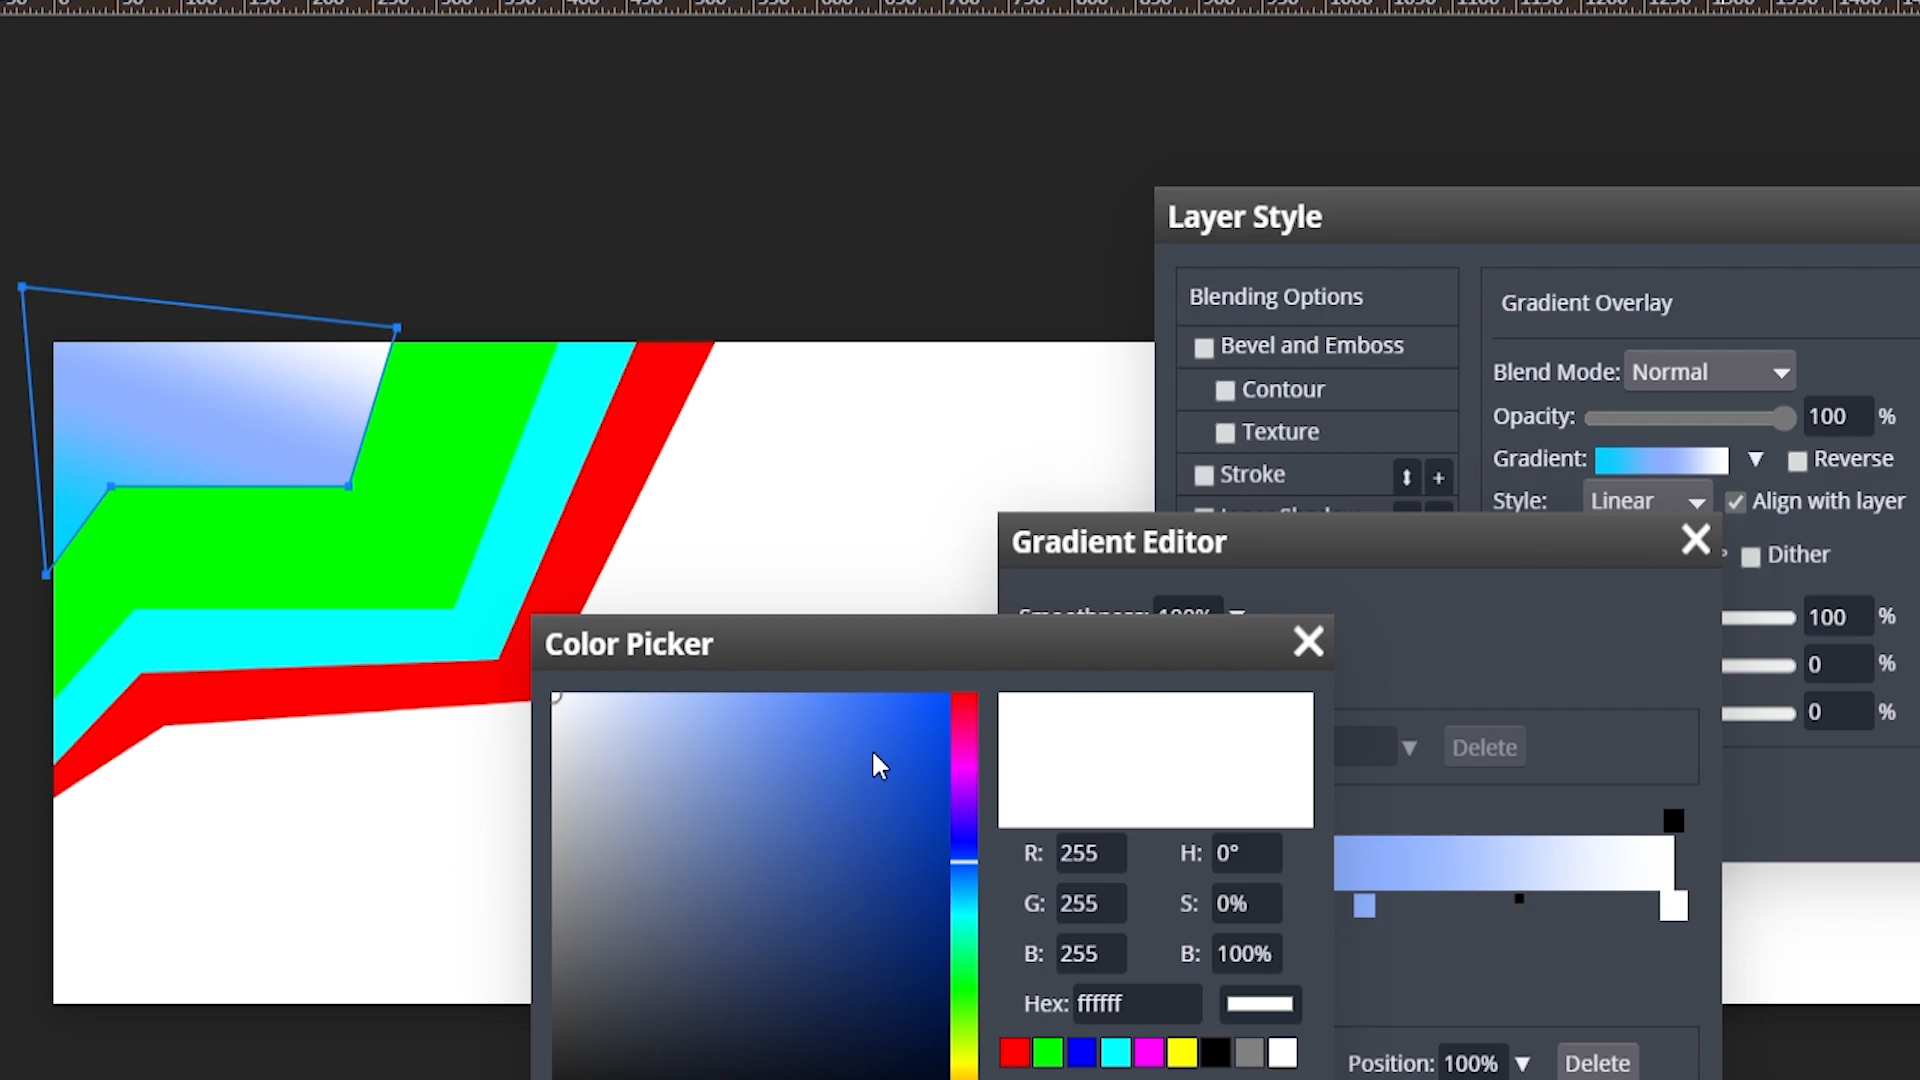 Layer Style
Blending Options
Bevel and Emboss
Contour
Texture
Stroke
+
Gradient Overlay
Blend Mode: Normal
Opacity: 100 %
Gradient: Reverse
Style: Linear Align with layer
Dither
100 %
0 %
0 %
Gradient Editor
Smoothness: 100%
Delete
Position: 100% Delete
Color Picker
R: 255 H: 0°
G: 255 S: 0%
B: 255 B: 100%
Hex: ffffff